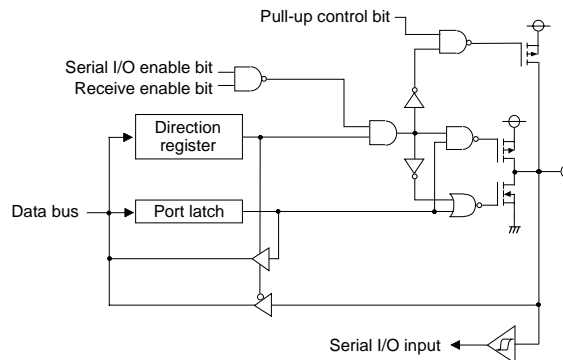 Pull-up control bit
Serial I/O enable bit
Receive enable bit
Direction
register
Data bus
Port latch
Serial I/O input